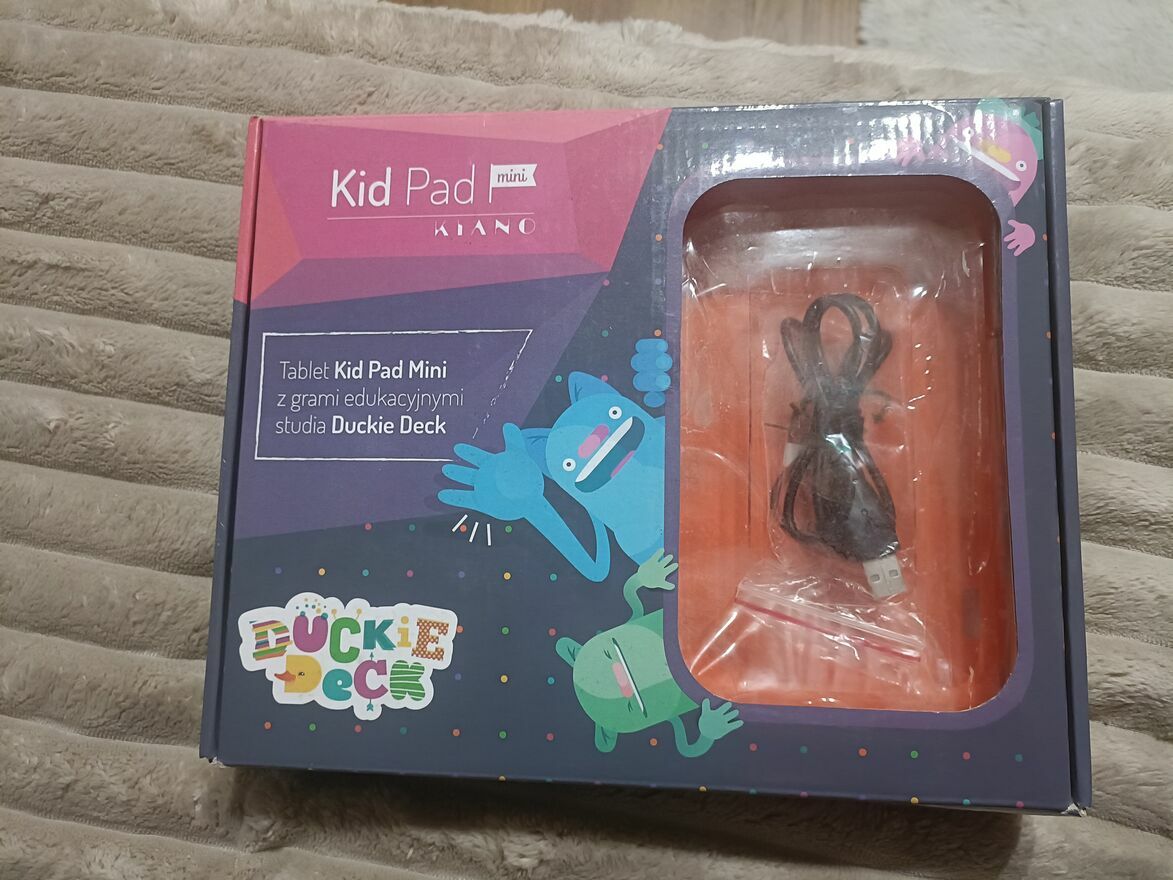 Kid Pad mini
KIANO
Tablet Kid Pad Mini
z grami edukacyjnymi
studia Duckie Deck
DUCKiE
DeCK